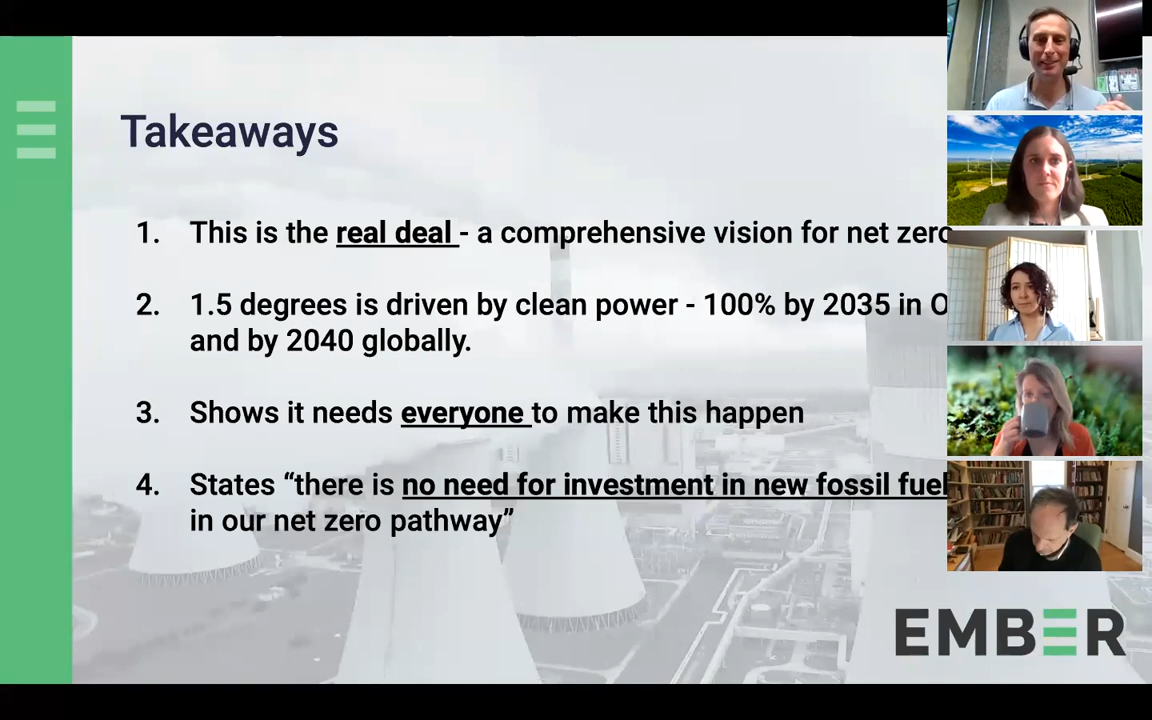 Takeaways
1. This is the real deal - a comprehensive vision for net zero
2. 1.5 degrees is driven by clean power - 100% by 2035 in O
and by 2040 globally.
3. Shows it needs everyone to make this happen
4. States “there is no need for investment in new fossil fuel
in our net zero pathway”
EMBER